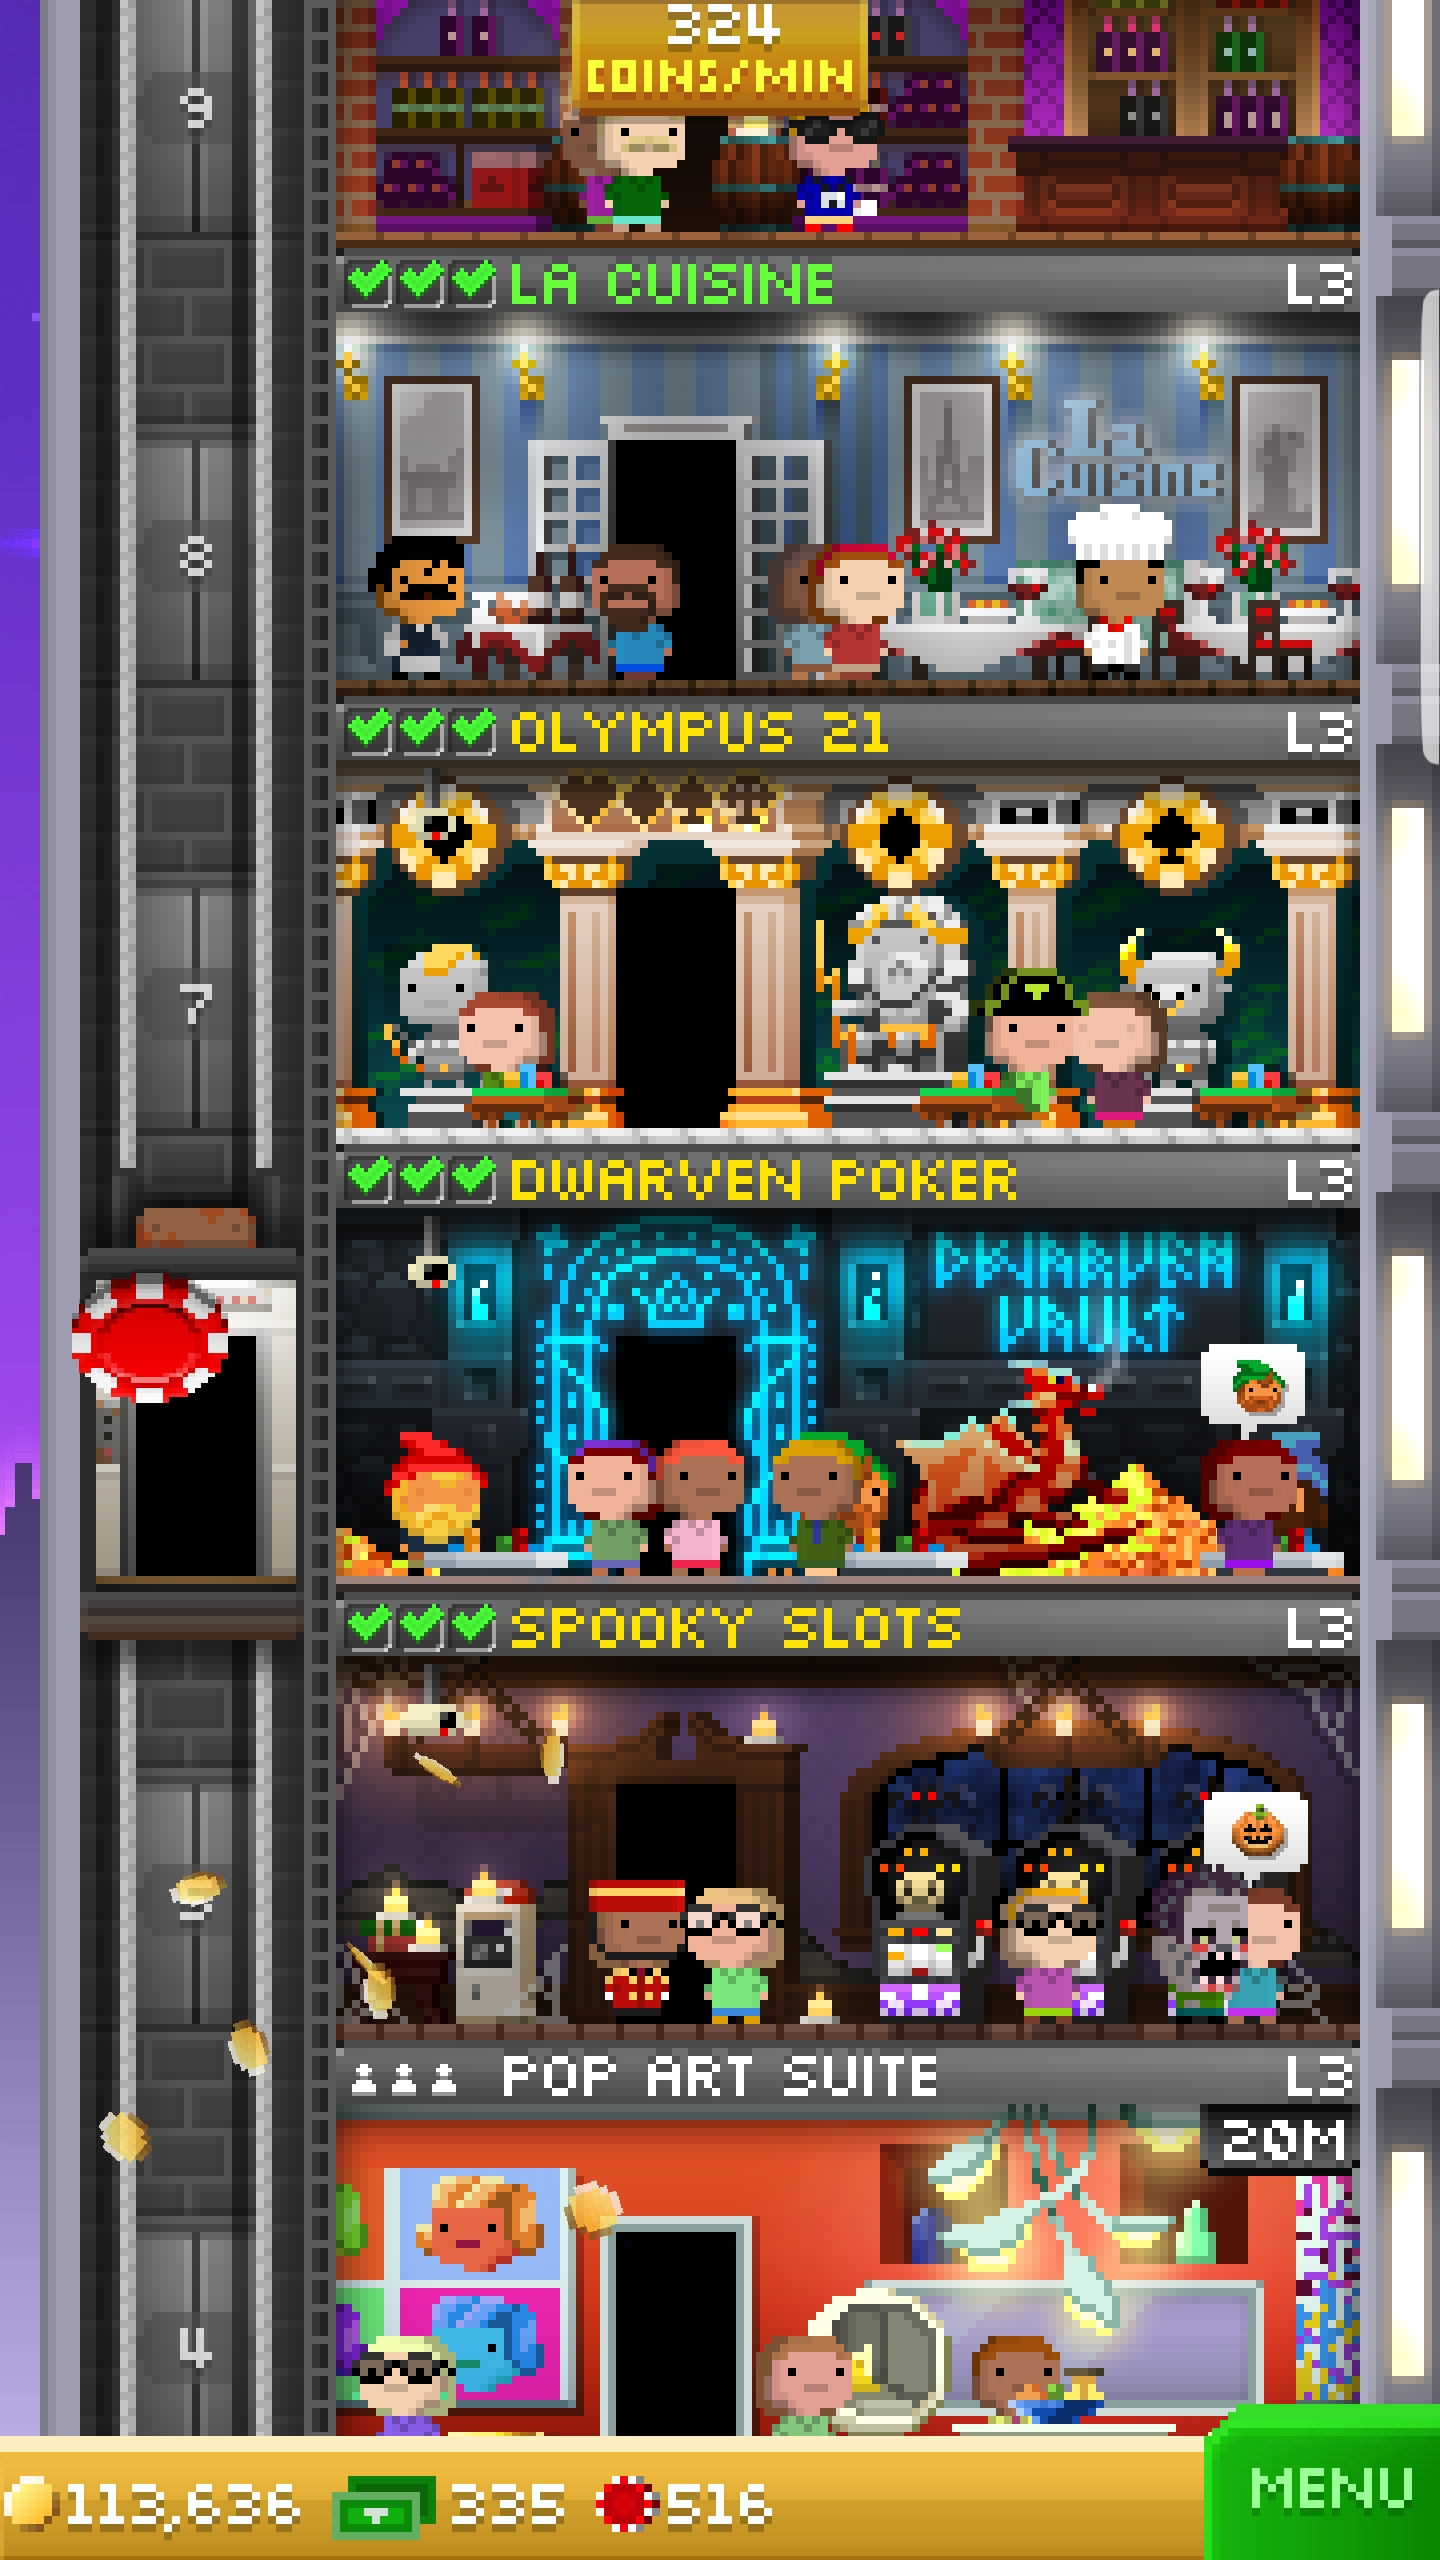 324
COINS/MIN
9
LA CUISINE L3
La
Cuisine
8
OLYMPUS 21 L3
7
DWARVEN POKER L3
DWARVEN
VAULT
SPOOKY SLOTS L3
POP ART SUITE L3
20M
4
113,636 335 516 MENU